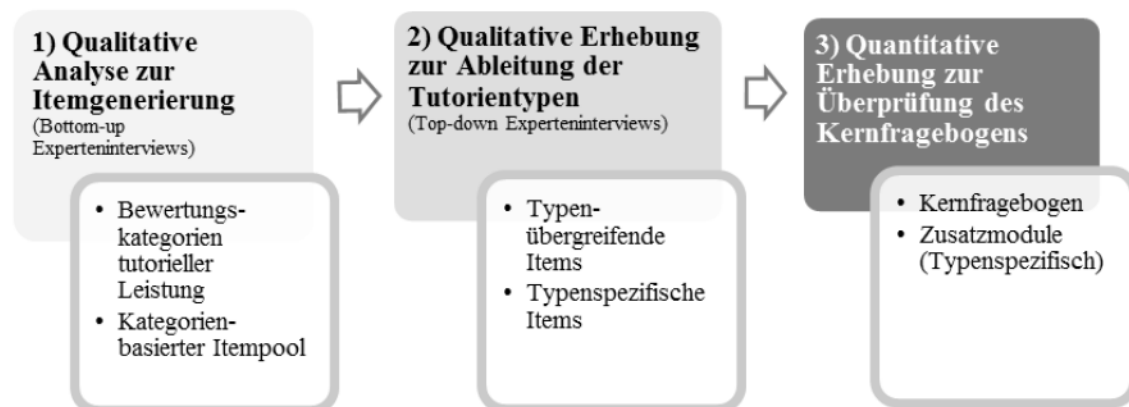 1) Qualitative
Analyse zur
Itemgenerierung
(Bottom-up
Experteninterviews)
• Bewertungs-
kategorien
tutorieller
Leistung
• Kategorien-
basierter Itempool
2) Qualitative Erhebung
zur Ableitung der
Tutorientypen
(Top-down Experteninterviews)
• Typen-
übergreifende
Items
• Typenspezifische
Items
3) Quantitative
Erhebung zur
Überprüfung des
Kernfragebogens
• Kernfragebogen
• Zusatzmodule
(Typenspezifisch)